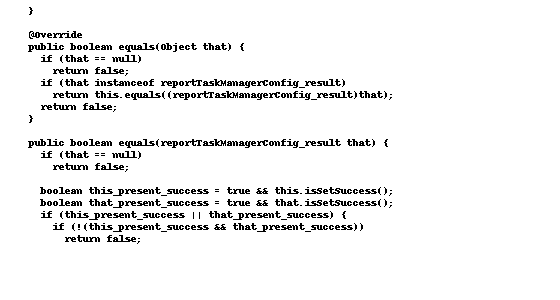 }
@Override
public boolean equals(Object that) {
if (that == null)
return false;
if (that instanceof reportTaskManagerConfig_result)
return this.equals((reportTaskManagerConfig_result)that);
return false;
}
public boolean equals(reportTaskManagerConfig_result that) {
if (that == null)
return false;
boolean this_present_success = true && this.isSetSuccess();
boolean that_present_success = true && that.isSetSuccess();
if (this_present_success || that_present_success) {
if (!(this_present_success && that_present_success))
return false;